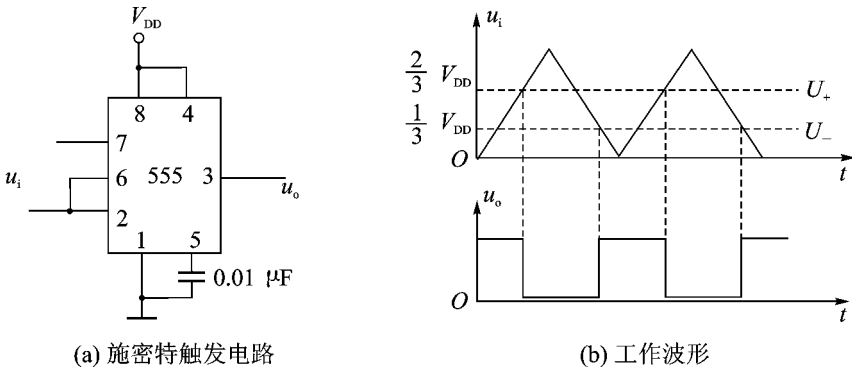 V_DD
8 4
7
u_i 6 555 3 u_o
2
1 5
0.01 μF
(a) 施密特触发电路
u_i
2/3 V_DD U_+
1/3 V_DD U_−
O t
u_o
O t
(b) 工作波形